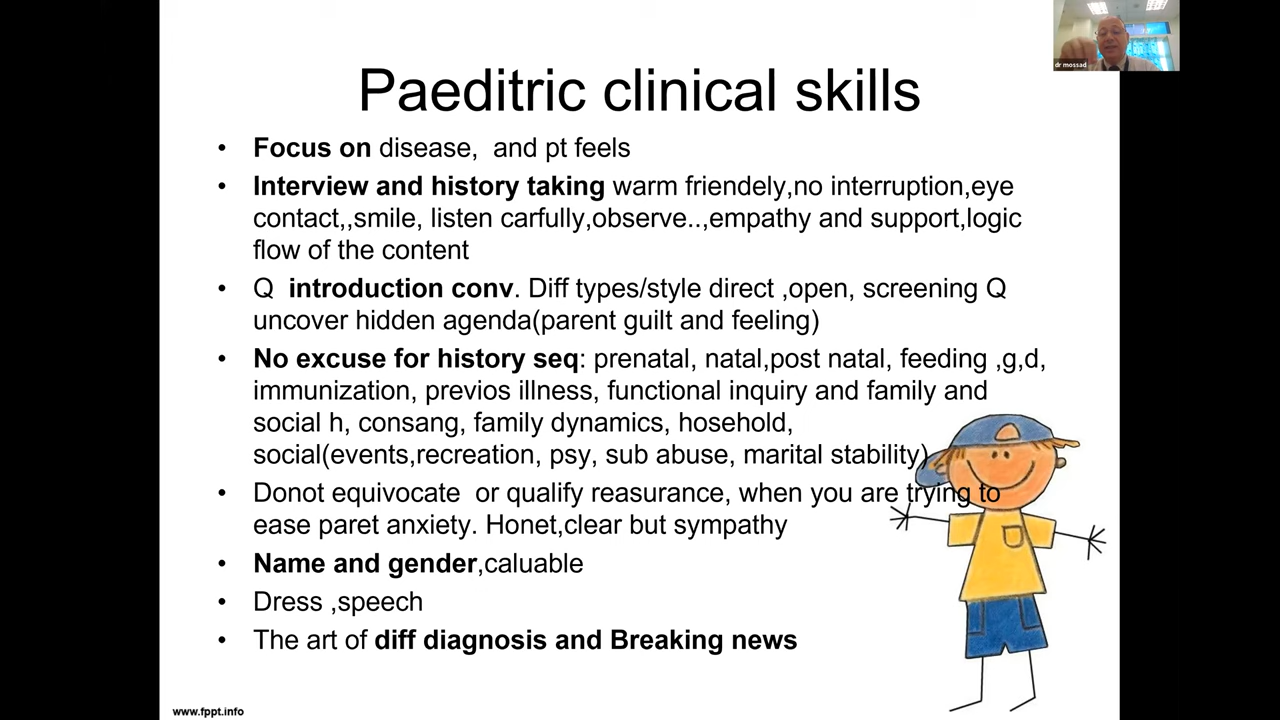 dr mossad
Paeditric clinical skills
• Focus on disease,  and pt feels
• Interview and history taking warm friendely,no interruption,eye
contact,,smile, listen carfully,observe..,empathy and support,logic
flow of the content
• Q  introduction conv. Diff types/style direct ,open, screening Q
uncover hidden agenda(parent guilt and feeling)
• No excuse for history seq: prenatal, natal,post natal, feeding ,g,d,
immunization, previos illness, functional inquiry and family and
social h, consang, family dynamics, hosehold,
social(events,recreation, psy, sub abuse, marital stability)
• Donot equivocate  or qualify reasurance, when you are trying to
ease paret anxiety. Honet,clear but sympathy
• Name and gender,caluable
• Dress ,speech
• The art of diff diagnosis and Breaking news
www.fppt.info